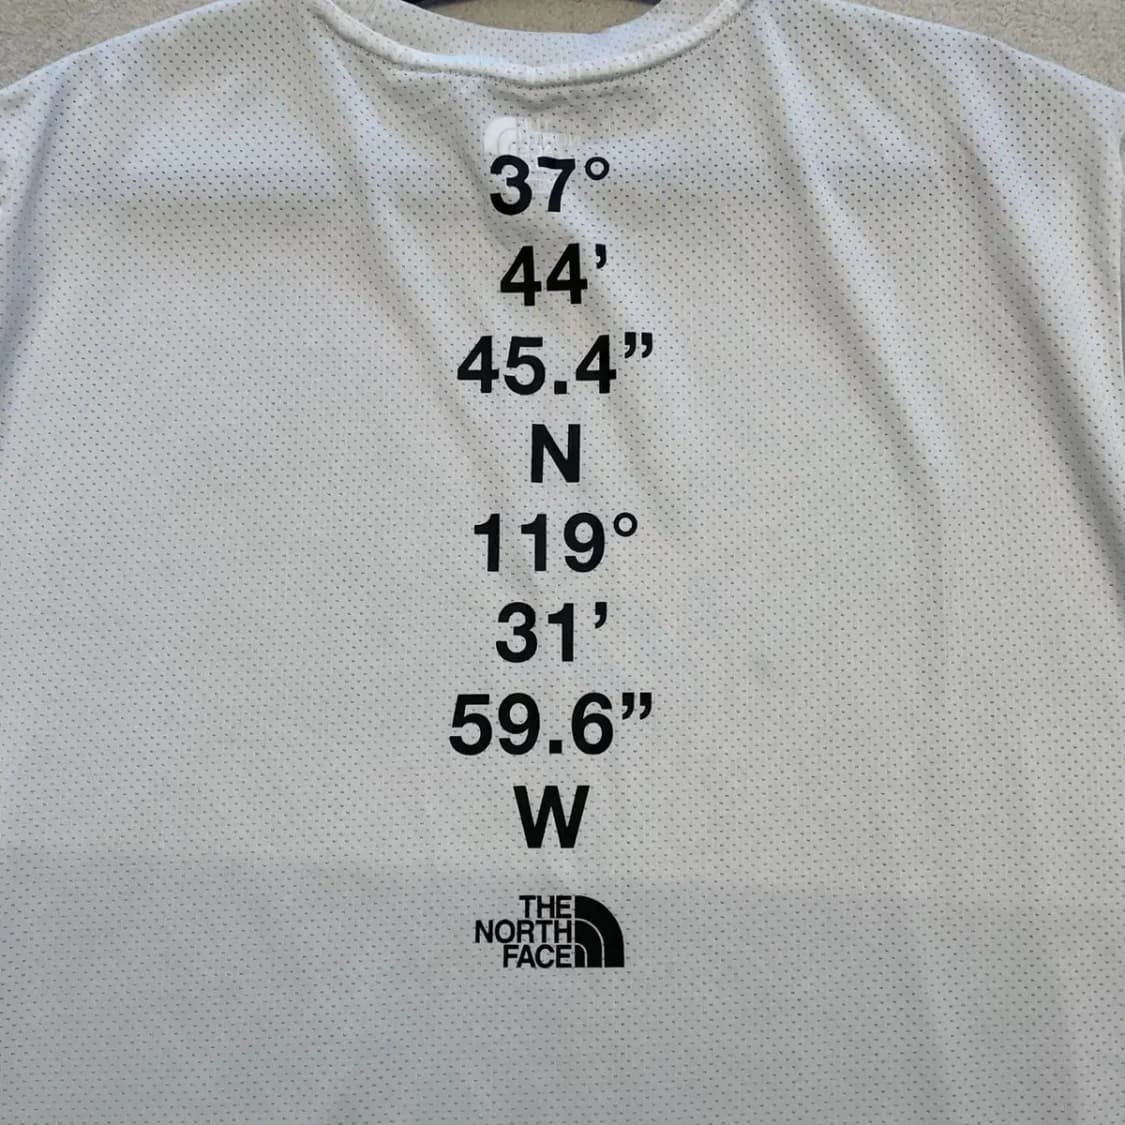 37°
44’
45.4”
N
119°
31’
59.6”
W
THE
NORTH
FACE